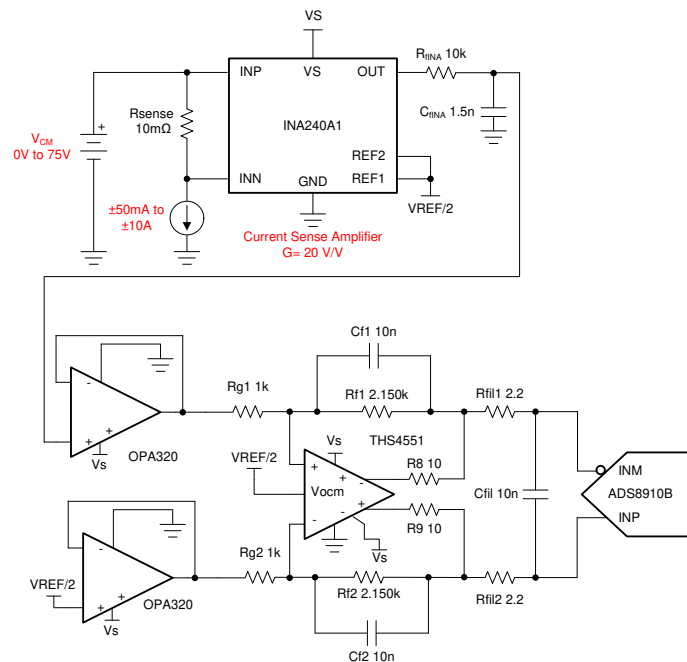 VS
INP
VS
OUT
RfINA 10k
Rsense
10mΩ
INA240A1
CfINA 1.5n
VCM
0V to 75V
REF2
INN
GND
REF1
VREF/2
±50mA to
±10A
Current Sense Amplifier
G= 20 V/V
Cf1 10n
-
+
+
Vs
OPA320
Rg1 1k
Rf1 2.150k
Rfil1 2.2
THS4551
Vs
VREF/2
+
-
Vocm
-
+
R8 10
R9 10
Vs
Cfil 10n
INM
ADS8910B
INP
-
+
+
VREF/2
Vs
OPA320
Rg2 1k
Rf2 2.150k
Rfil2 2.2
Cf2 10n